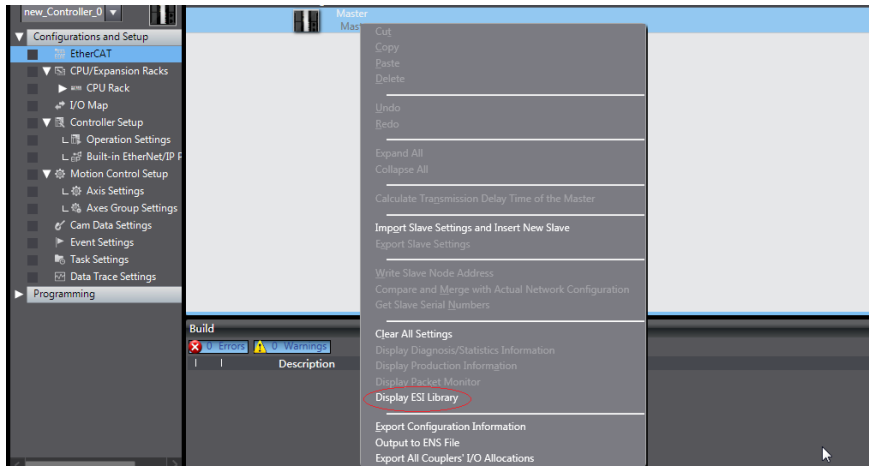 new_Controller_0
Configurations and Setup
EtherCAT
CPU/Expansion Racks
CPU Rack
I/O Map
Controller Setup
Operation Settings
Built-in EtherNet/IP P
Motion Control Setup
Axis Settings
Axes Group Settings
Cam Data Settings
Event Settings
Task Settings
Data Trace Settings
Programming
Master
Mas
Cut
Copy
Paste
Delete
Undo
Redo
Expand All
Collapse All
Calculate Transmission Delay Time of the Master
Import Slave Settings and Insert New Slave
Export Slave Settings
Write Slave Node Address
Compare and Merge with Actual Network Configuration
Get Slave Serial Numbers
Clear All Settings
Display Diagnosis/Statistics Information
Display Production Information
Display Packet Monitor
Display ESI Library
Export Configuration Information
Output to ENS File
Export All Couplers' I/O Allocations
Build
0 Errors 0 Warnings
Description